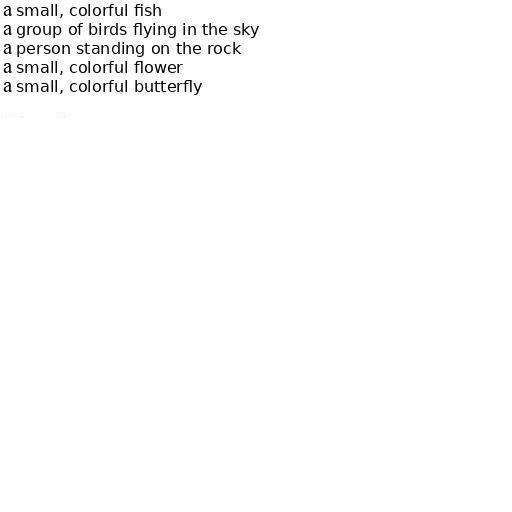 a small, colorful fish
a group of birds flying in the sky
a person standing on the rock
a small, colorful flower
a small, colorful butterfly